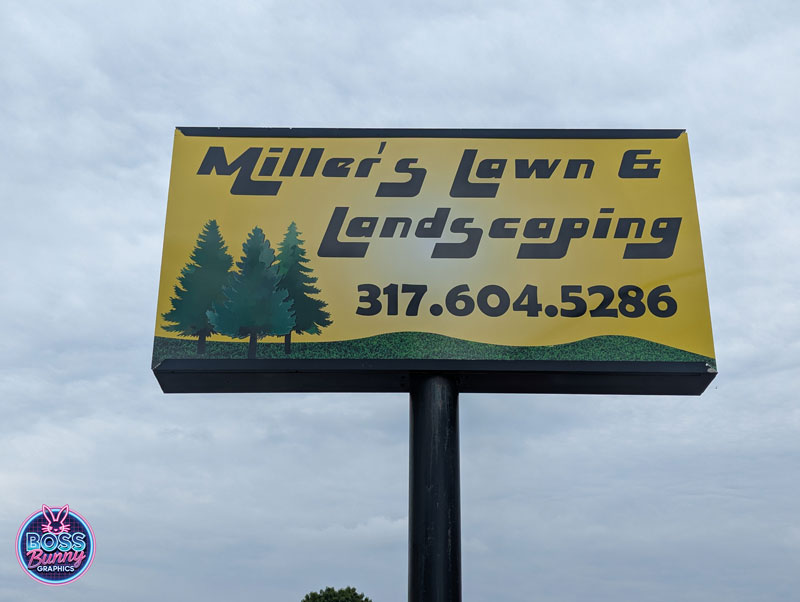 Miller's Lawn &
Landscaping
317.604.5286
BOSS
Bunny
GRAPHICS